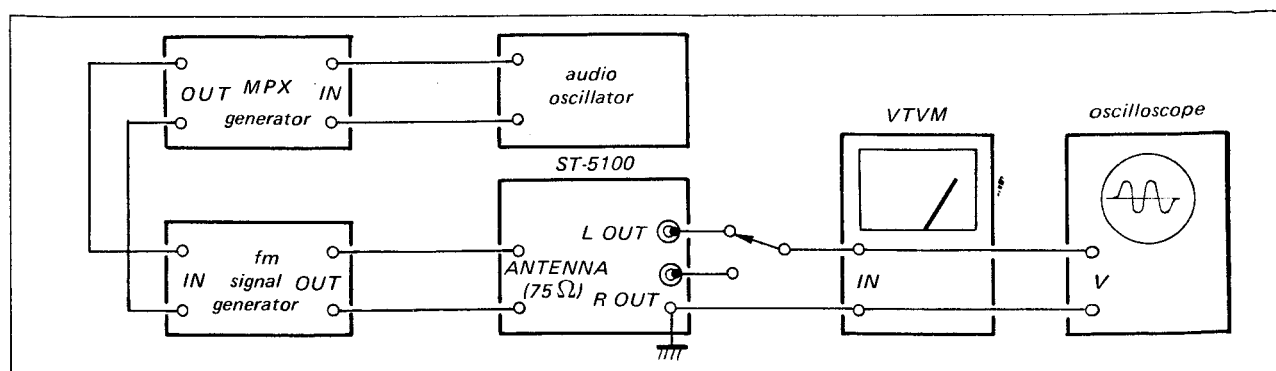 OUT MPX IN
generator
audio
oscillator
VTVM
oscilloscope
ST-5100
L OUT
ANTENNA
(75Ω)
R OUT
fm
IN signal OUT
generator
IN
V